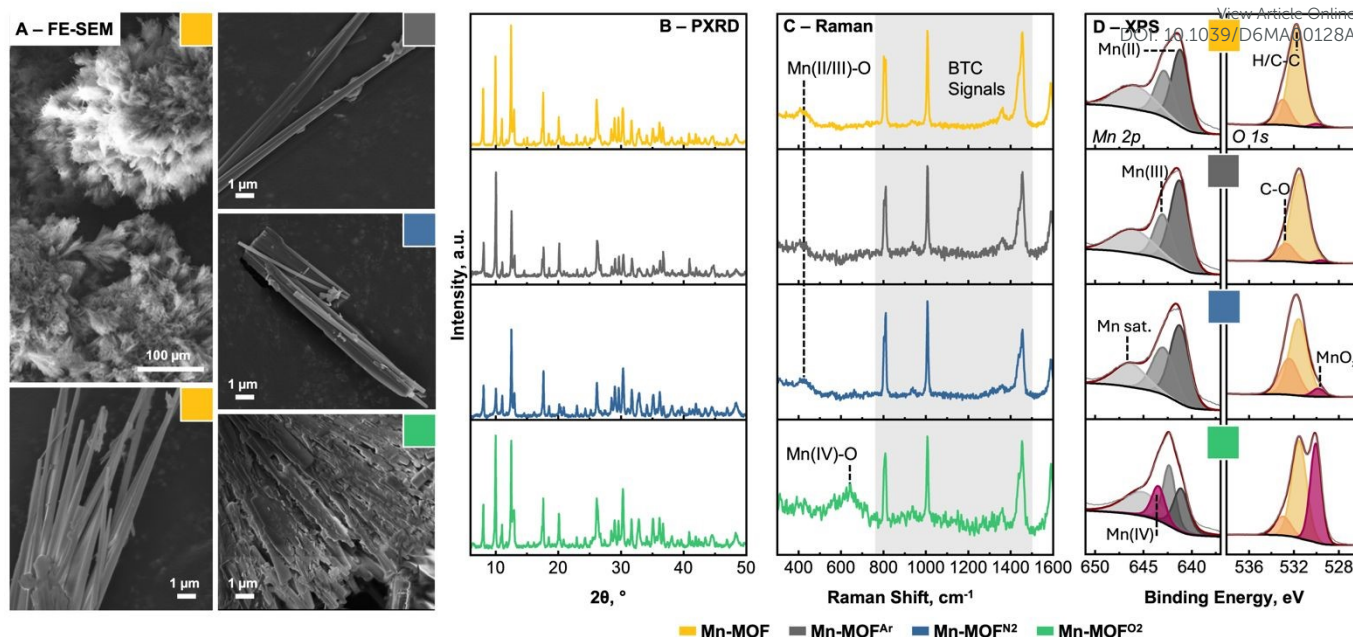 View Article Online
DOI: 10.1039/D6MA00128A
A – FE-SEM
100 µm
1 µm
1 µm
1 µm
1 µm
B – PXRD
Intensity, a.u.
10 20 30 40 50
2θ, °
C – Raman
Mn(II/III)-O
BTC
Signals
Mn(IV)-O
400 600 800 1000 1200 1400 1600
Raman Shift, cm⁻¹
D – XPS
Mn(II)
H/C-C
Mn 2p
O 1s
Mn(III)
C-O
Mn sat.
Mn(IV)
650 645 640
536 532 528
Binding Energy, eV
Mn-MOF
Mn-MOFᴬʳ
Mn-MOFᴺ²
Mn-MOFᴼ²